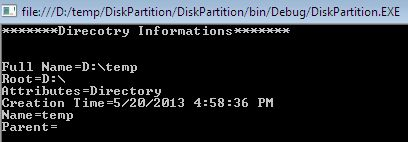 file:///D:/temp/DiskPartition/DiskPartition/bin/Debug/DiskPartition.EXE
*******Direcotry Informations*******
Full Name=D:\temp
Root=D:\
Attributes=Directory
Creation Time=5/20/2013 4:58:36 PM
Name=temp
Parent=